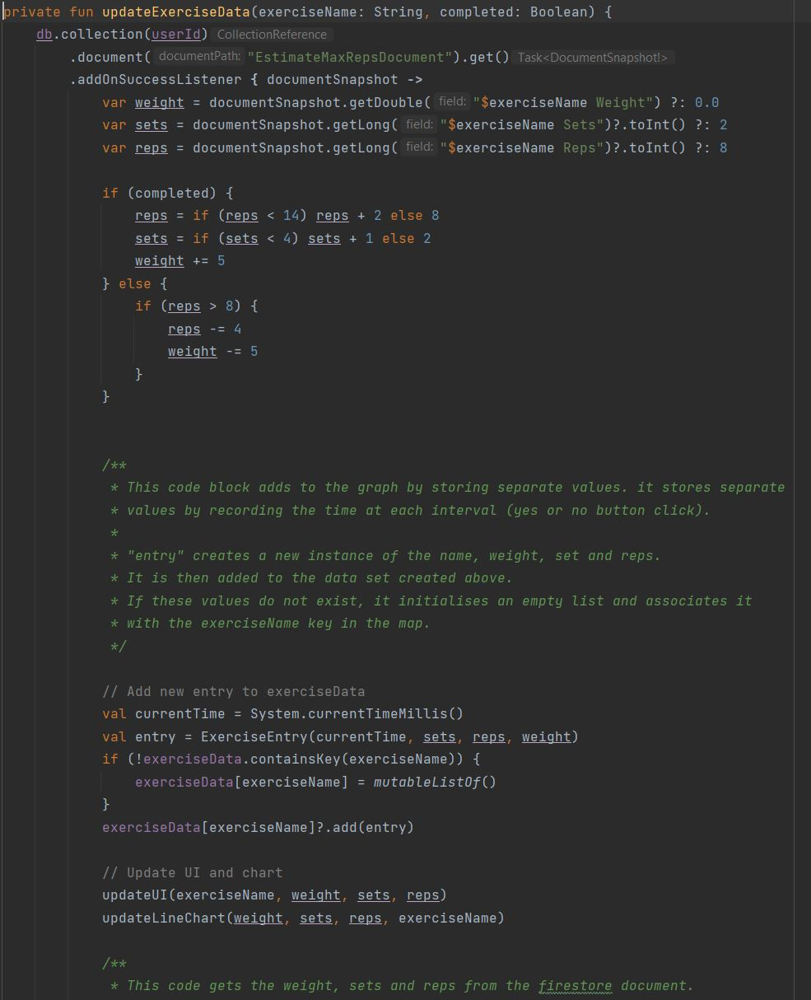 private fun updateExerciseData(exerciseName: String, completed: Boolean) {
db.collection(userId) CollectionReference
.document( documentPath: "EstimateMaxRepsDocument").get() Task<DocumentSnapshot!>
.addOnSuccessListener { documentSnapshot ->
var weight = documentSnapshot.getDouble( field: "$exerciseName Weight") ?: 0.0
var sets = documentSnapshot.getLong( field: "$exerciseName Sets")?.toInt() ?: 2
var reps = documentSnapshot.getLong( field: "$exerciseName Reps")?.toInt() ?: 8
if (completed) {
reps = if (reps < 14) reps + 2 else 8
sets = if (sets < 4) sets + 1 else 2
weight += 5
} else {
if (reps > 8) {
reps -= 4
weight -= 5
}
}
/**
* This code block adds to the graph by storing separate values. it stores separate
* values by recording the time at each interval (yes or no button click).
*
* "entry" creates a new instance of the name, weight, set and reps.
* It is then added to the data set created above.
* If these values do not exist, it initialises an empty list and associates it
* with the exerciseName key in the map.
*/
// Add new entry to exerciseData
val currentTime = System.currentTimeMillis()
val entry = ExerciseEntry(currentTime, sets, reps, weight)
if (!exerciseData.containsKey(exerciseName)) {
exerciseData[exerciseName] = mutableListOf()
}
exerciseData[exerciseName]?.add(entry)
// Update UI and chart
updateUI(exerciseName, weight, sets, reps)
updateLineChart(weight, sets, reps, exerciseName)
/**
* This code gets the weight, sets and reps from the firestore document.